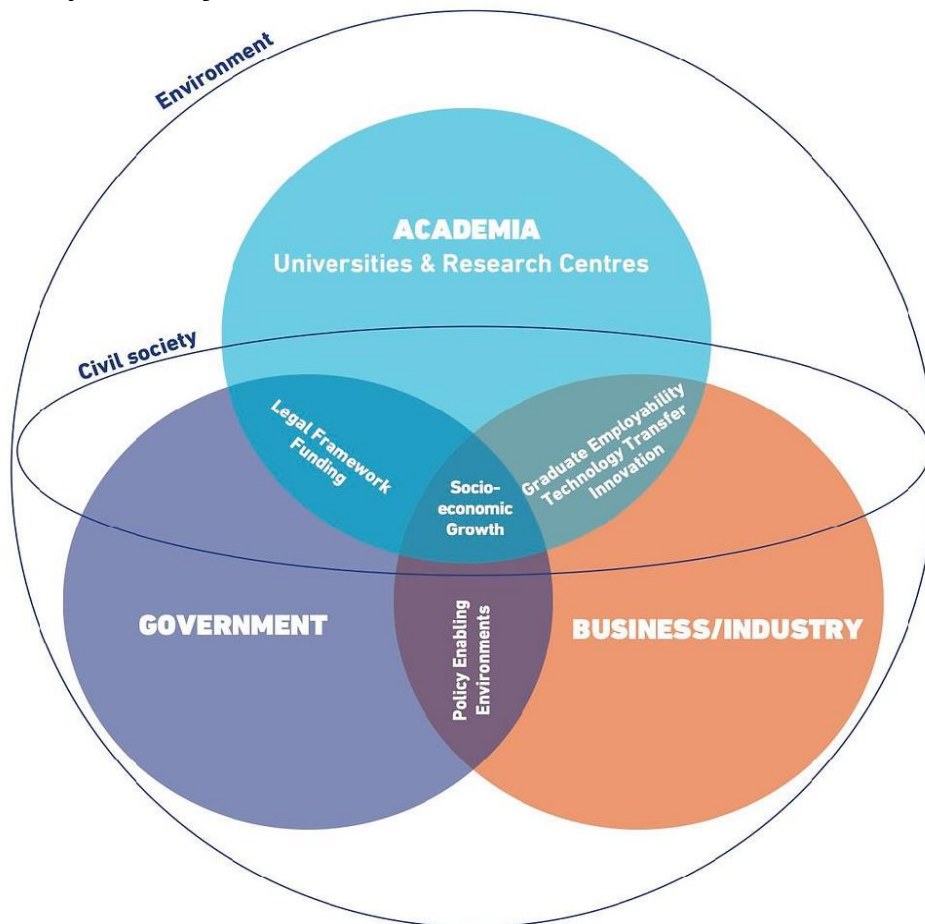 Environment
ACADEMIA
Universities & Research Centres
Civil society
Legal Framework
Funding
Graduate Employability
Technology Transfer
Innovation
Socio-
economic
Growth
GOVERNMENT
BUSINESS/INDUSTRY
Policy Enabling
Environments